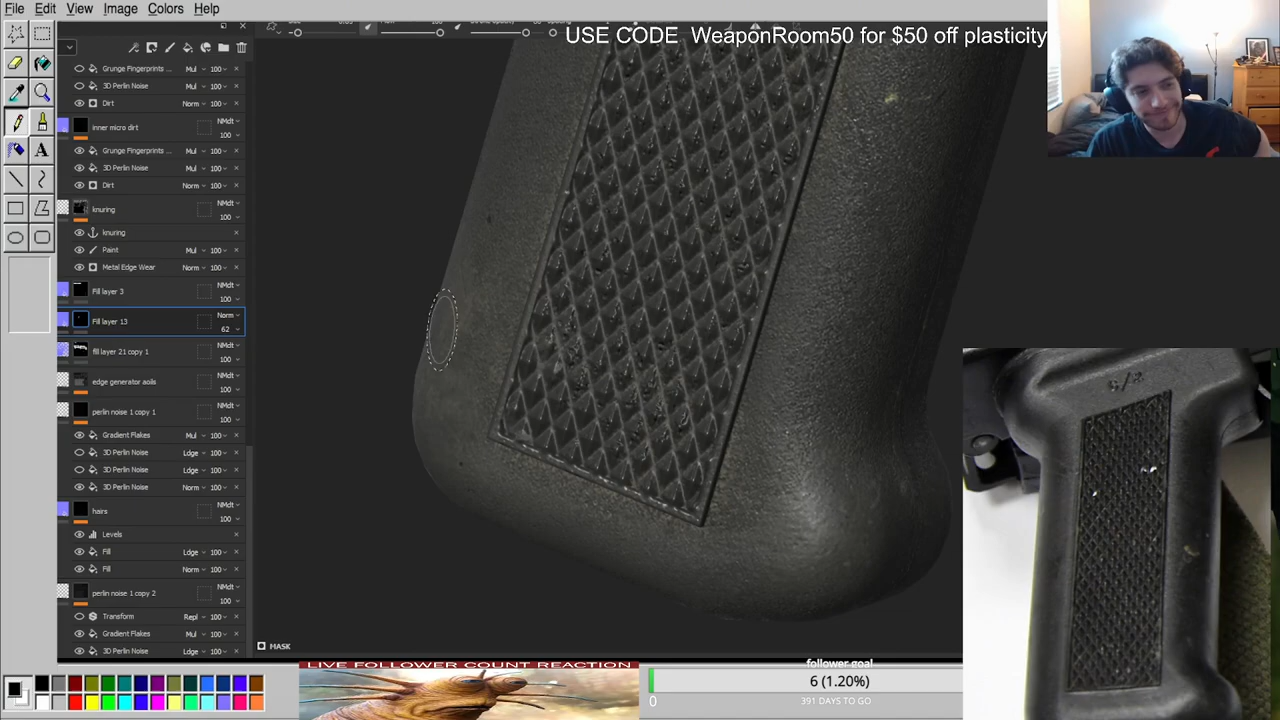 File Edit View Image Colors Help
USE CODE WeaponRoom50 for $50 off plasticity
Grunge Fingerprints ... Mul 100
3D Perlin Noise Mul 100
Dirt Norm 100
inner micro dirt NMdt 100
Grunge Fingerprints ... Mul 100
3D Perlin Noise Mul 100
Dirt Norm 100
knuring NMdt 100
knuring
Paint Mul 100
Metal Edge Wear Norm 100
Fill layer 3 NMdt 100
Fill layer 13 Norm 62
fill layer 21 copy 1 NMdt 100
edge generator aoils NMdt 100
perlin noise 1 copy 1 NMdt 100
Gradient Flakes Mul 100
3D Perlin Noise Ldge 100
3D Perlin Noise Ldge 100
3D Perlin Noise Norm 100
hairs NMdt 100
Levels
Fill Ldge 100
Fill Norm 100
perlin noise 1 copy 2 NMdt 100
Transform Repl 100
Gradient Flakes Mul 100
3D Perlin Noise Ldge 100
MASK
LIVE FOLLOWER COUNT REACTION
follower goal
6 (1.20%)
0
391 DAYS TO GO